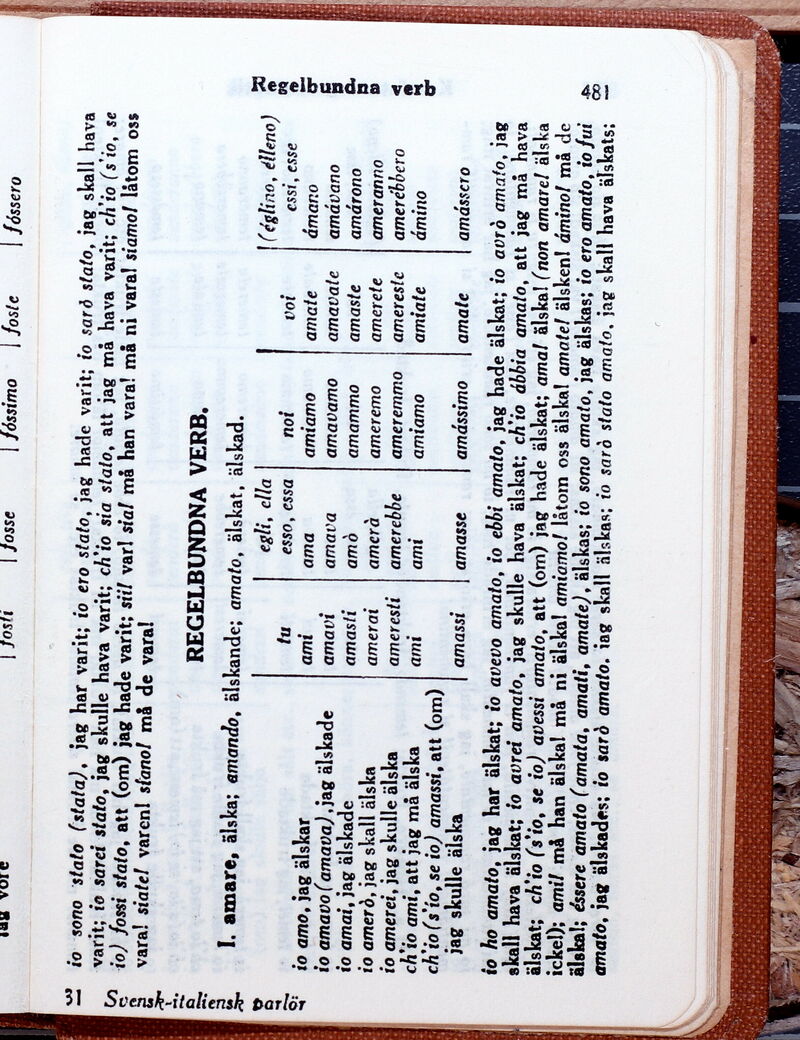 Regelbundna verb 481
fosti | fosse | fóssimo | foste | fóssero
io sono stato (stata), jag har varit; io ero stato, jag hade varit; io sarò stato, jag skall hava
varit; io sarei stato, jag skulle hava varit; ch'io sia stato, att jag må hava varit; ch'io (s'io, se
io) fossi stato, att (om) jag hade varit; sii! var! sia! må han vara! siamo! låtom oss
vara! siate! varen! siano! må de vara! må ni vara!
REGELBUNDNA VERB.
I. amare, älska; amando, älskande; amato, älskat, älskad.
tu | egli, ella esso, essa | noi | voi | (églino, élleno) essi, esse
io amo, jag älskar | ami | ama | amiamo | amate | ámano
io amavo (amava), jag älskade | amavi | amava | amavamo | amavate | amávano
io amai, jag älskade | amasti | amò | amammo | amaste | amárono
io amerò, jag skall älska | amerai | amerà | ameremo | amerete | ameranno
io amerei, jag skulle älska | ameresti | amerebbe | ameremmo | amereste | amerébbero
ch'io ami, att jag må älska | ami | ami | amiamo | amiate | ámino
ch'io (s'io, se io) amassi, att (om)
jag skulle älska | amassi | amasse | amássimo | amate | amássero
io ho amato, jag har älskat; io avevo amato, io ebbi amato, jag hade älskat; io avrò amato, jag
skall hava älskat; io avrei amato, jag skulle hava älskat; ch'io ábbia amato, att jag må hava
älskat; ch'io (s'io, se io) avessi amato, att (om) jag hade älskat; ama! älska! (non amare! älska
icke!); ami! må han älska! må ni älska! amiamo! låtom oss älska! amate! älsken! ámino! må de
älska!; éssere amato (amata, amati, amate), älskas; io sono amato, jag älskas; io ero amato, io fui
amato, jag älskades; io sarò amato, jag skall älskas; io sarò stato amato, jag skall hava älskats;
31 Svensk-italiensk parlör